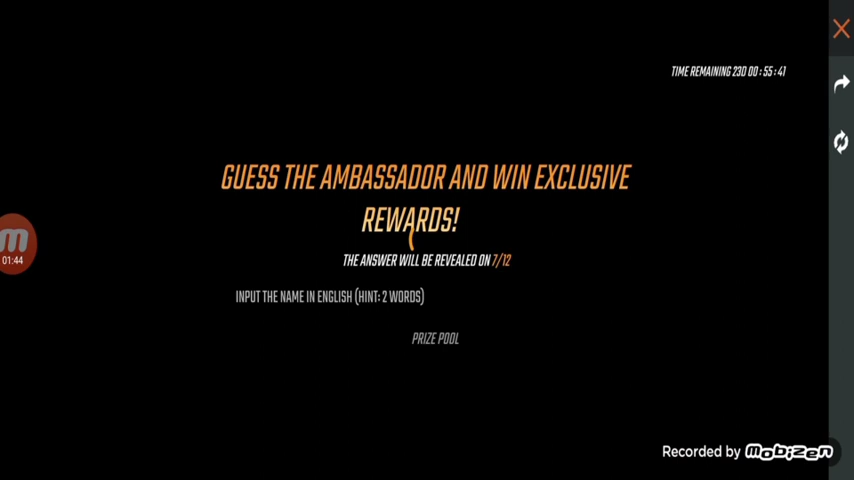 TIME REMAINING 23D 00 : 55 : 41
GUESS THE AMBASSADOR AND WIN EXCLUSIVE
REWARDS!
THE ANSWER WILL BE REVEALED ON 7/12
INPUT THE NAME IN ENGLISH (HINT: 2 WORDS)
PRIZE POOL
01:44
Recorded by mobizen